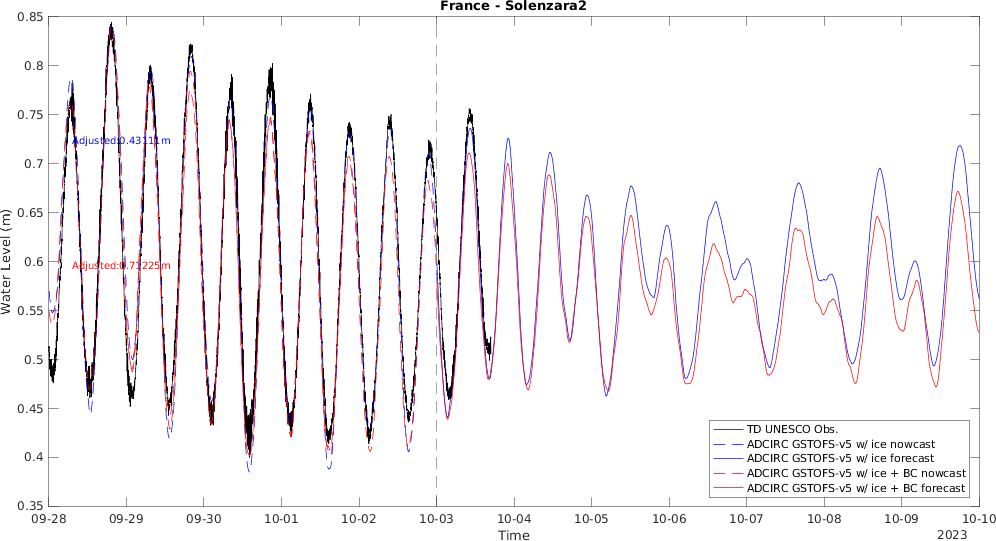 France - Solenzara2
0.85
0.8
0.75
0.7
0.65
0.6
0.55
0.5
0.45
0.4
0.35
Water Level (m)
Adjusted:0.43111m
Adjusted:0.71225m
TD UNESCO Obs.
ADCIRC GSTOFS-v5 w/ ice nowcast
ADCIRC GSTOFS-v5 w/ ice forecast
ADCIRC GSTOFS-v5 w/ ice + BC nowcast
ADCIRC GSTOFS-v5 w/ ice + BC forecast
09-28 09-29 09-30 10-01 10-02 10-03 10-04 10-05 10-06 10-07 10-08 10-09 10-10
Time
2023